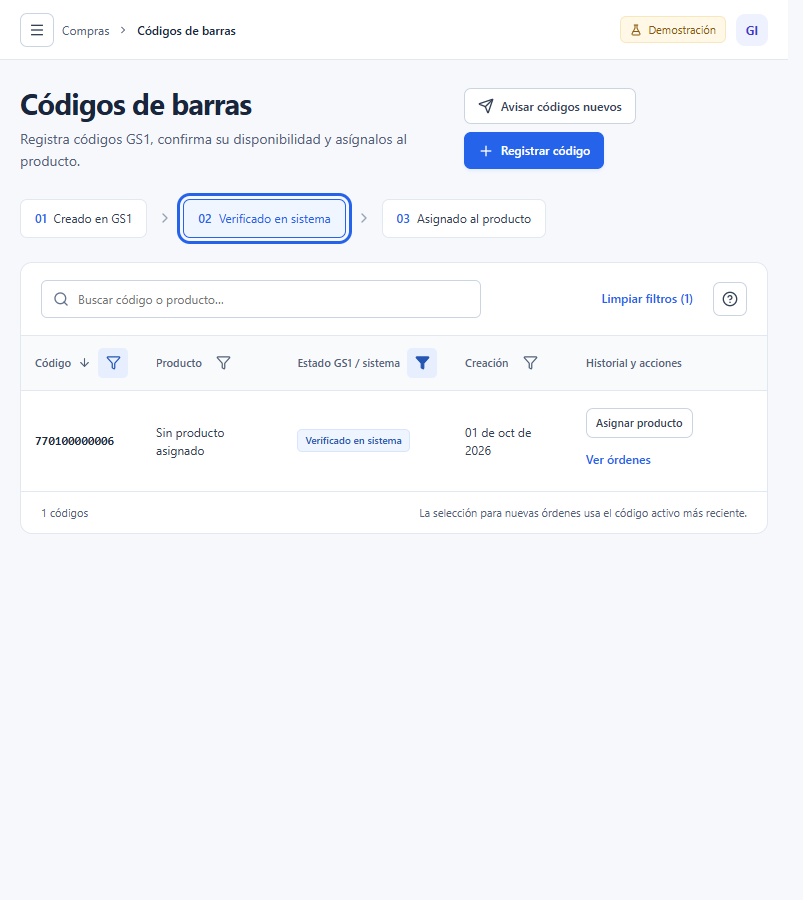 Compras > Códigos de barras
Demostración
GI
Códigos de barras
Registra códigos GS1, confirma su disponibilidad y asígnalos al
producto.
Avisar códigos nuevos
+ Registrar código
01 Creado en GS1
02 Verificado en sistema
03 Asignado al producto
Buscar código o producto...
Limpiar filtros (1)
Código
Producto
Estado GS1 / sistema
Creación
Historial y acciones
770100000006
Sin producto
asignado
Verificado en sistema
01 de oct de
2026
Asignar producto
Ver órdenes
1 códigos
La selección para nuevas órdenes usa el código activo más reciente.